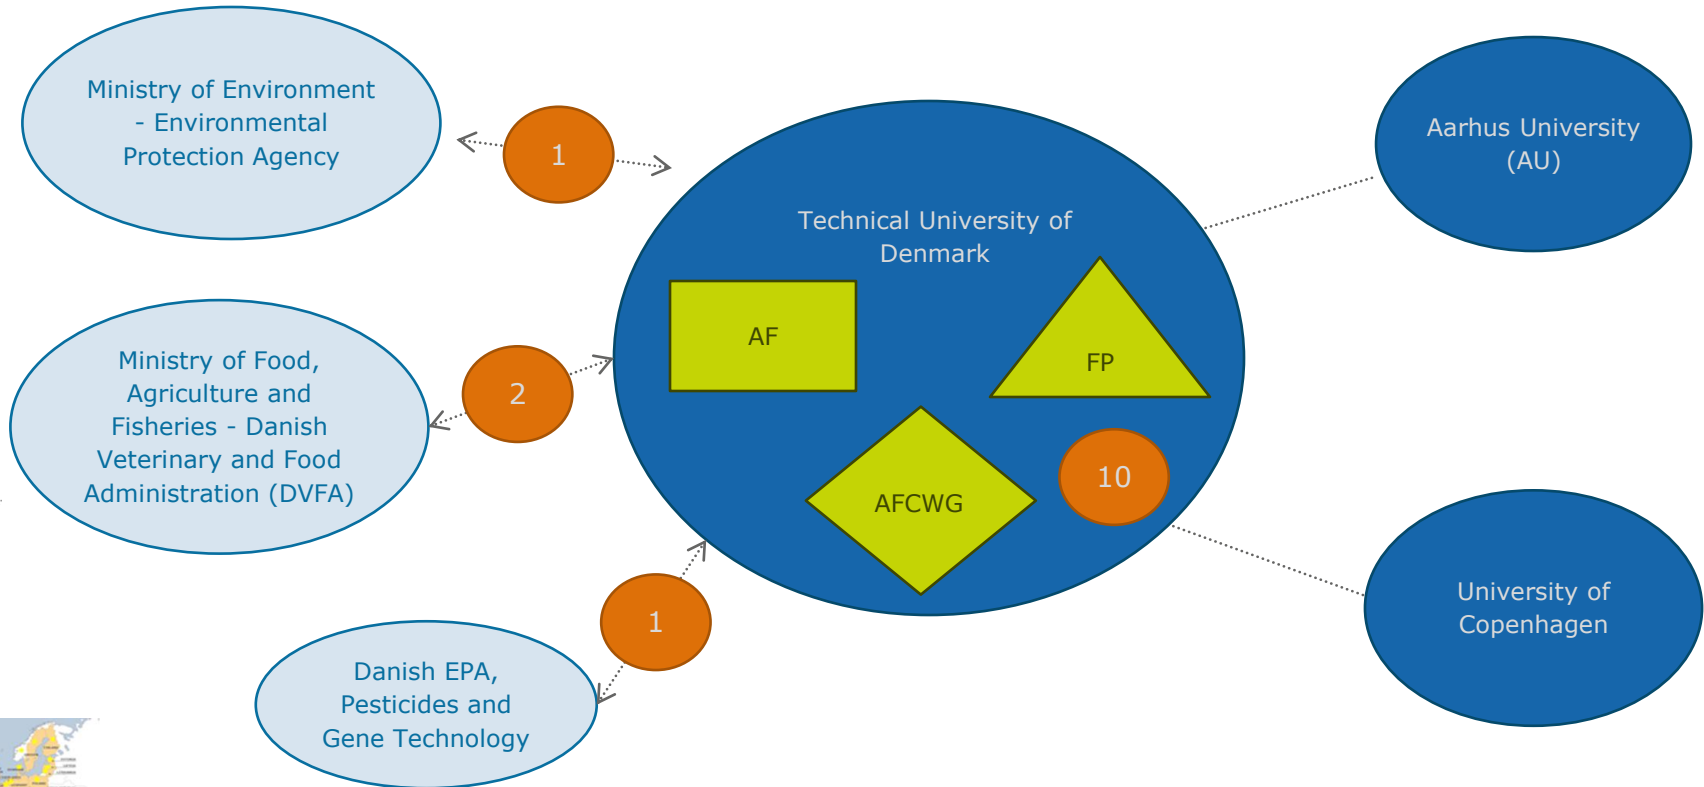 Ministry of Environment
- Environmental
Protection Agency
1
Technical University of
Denmark
Aarhus University
(AU)
AF
FP
Ministry of Food,
Agriculture and
Fisheries - Danish
Veterinary and Food
Administration (DVFA)
2
AFCWG
10
1
University of
Copenhagen
Danish EPA,
Pesticides and
Gene Technology